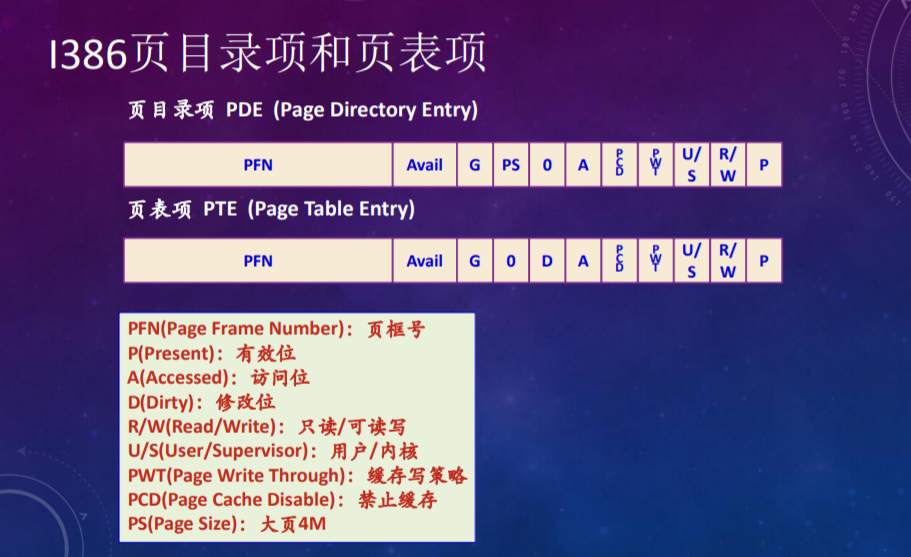 I386页目录项和页表项
页目录项 PDE (Page Directory Entry)
PFN Avail G PS 0 A PCD PWT U/S R/W P
页表项 PTE (Page Table Entry)
PFN Avail G 0 D A PCD PWT U/S R/W P
PFN(Page Frame Number)：页框号
P(Present)：有效位
A(Accessed)：访问位
D(Dirty)：修改位
R/W(Read/Write)：只读/可读写
U/S(User/Supervisor)：用户/内核
PWT(Page Write Through)：缓存写策略
PCD(Page Cache Disable)：禁止缓存
PS(Page Size)：大页4M